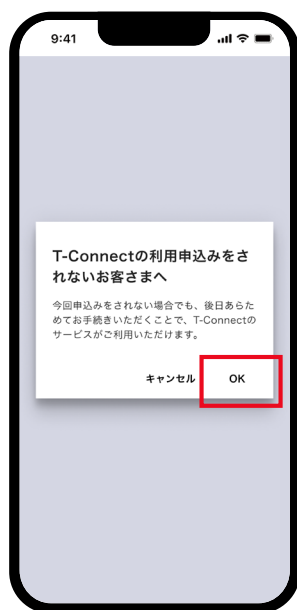 9:41
T-Connectの利用申込みをさ
れないお客さまへ
今回申込みをされない場合でも、後日あらた
めてお手続きいただくことで、T-Connectの
サービスがご利用いただけます。
キャンセル OK